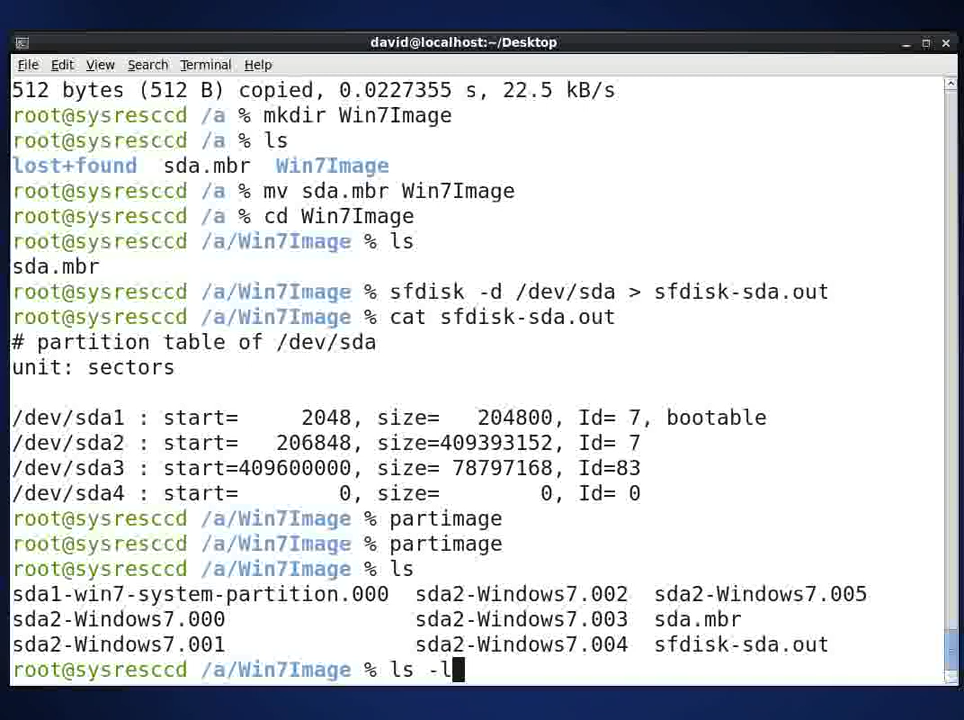 david@localhost:~/Desktop
File Edit View Search Terminal Help
512 bytes (512 B) copied, 0.0227355 s, 22.5 kB/s
root@sysresccd /a % mkdir Win7Image
root@sysresccd /a % ls
lost+found  sda.mbr  Win7Image
root@sysresccd /a % mv sda.mbr Win7Image
root@sysresccd /a % cd Win7Image
root@sysresccd /a/Win7Image % ls
sda.mbr
root@sysresccd /a/Win7Image % sfdisk -d /dev/sda > sfdisk-sda.out
root@sysresccd /a/Win7Image % cat sfdisk-sda.out
# partition table of /dev/sda
unit: sectors

/dev/sda1 : start=     2048, size=   204800, Id= 7, bootable
/dev/sda2 : start=   206848, size=409393152, Id= 7
/dev/sda3 : start=409600000, size= 78797168, Id=83
/dev/sda4 : start=        0, size=        0, Id= 0
root@sysresccd /a/Win7Image % partimage
root@sysresccd /a/Win7Image % partimage
root@sysresccd /a/Win7Image % ls
sda1-win7-system-partition.000  sda2-Windows7.002  sda2-Windows7.005
sda2-Windows7.000               sda2-Windows7.003  sda.mbr
sda2-Windows7.001               sda2-Windows7.004  sfdisk-sda.out
root@sysresccd /a/Win7Image % ls -l